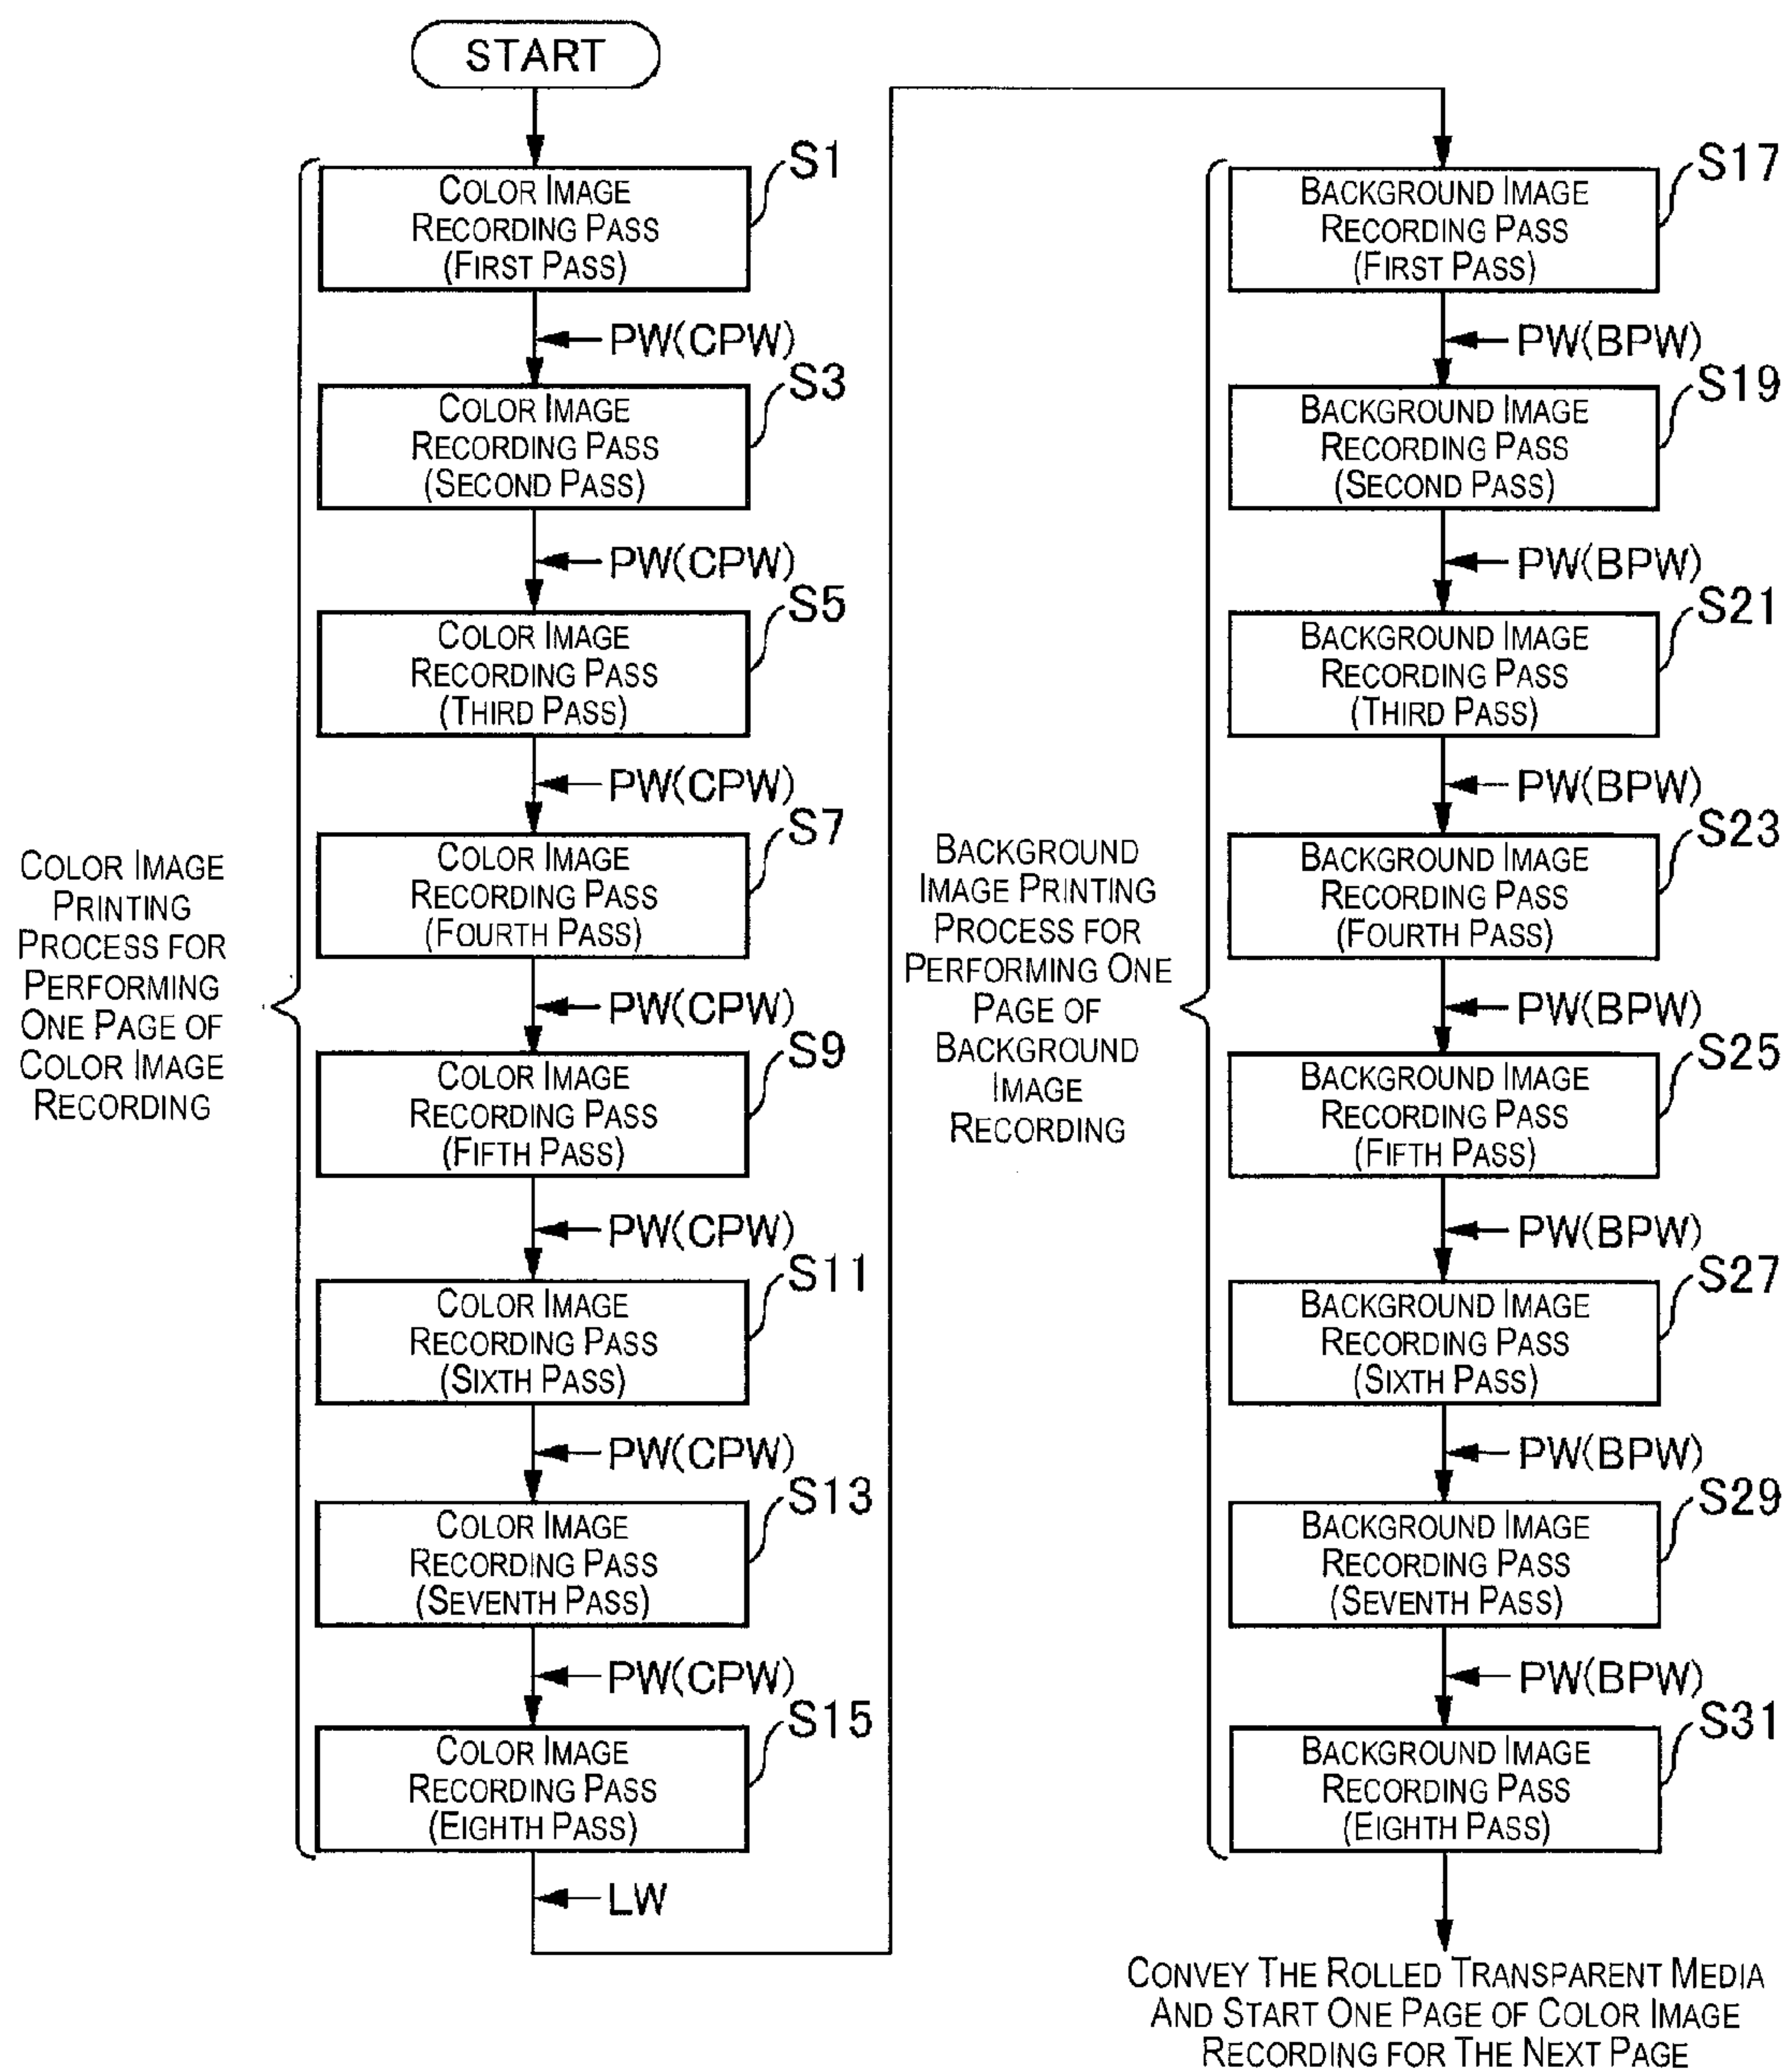 START
COLOR IMAGE
PRINTING
PROCESS FOR
PERFORMING
ONE PAGE OF
COLOR IMAGE
RECORDING
S1
COLOR IMAGE
RECORDING PASS
(FIRST PASS)
PW(CPW)
S3
COLOR IMAGE
RECORDING PASS
(SECOND PASS)
PW(CPW)
S5
COLOR IMAGE
RECORDING PASS
(THIRD PASS)
PW(CPW)
S7
COLOR IMAGE
RECORDING PASS
(FOURTH PASS)
PW(CPW)
S9
COLOR IMAGE
RECORDING PASS
(FIFTH PASS)
PW(CPW)
S11
COLOR IMAGE
RECORDING PASS
(SIXTH PASS)
PW(CPW)
S13
COLOR IMAGE
RECORDING PASS
(SEVENTH PASS)
PW(CPW)
S15
COLOR IMAGE
RECORDING PASS
(EIGHTH PASS)
LW
BACKGROUND
IMAGE PRINTING
PROCESS FOR
PERFORMING ONE
PAGE OF
BACKGROUND
IMAGE
RECORDING
S17
BACKGROUND IMAGE
RECORDING PASS
(FIRST PASS)
PW(BPW)
S19
BACKGROUND IMAGE
RECORDING PASS
(SECOND PASS)
PW(BPW)
S21
BACKGROUND IMAGE
RECORDING PASS
(THIRD PASS)
PW(BPW)
S23
BACKGROUND IMAGE
RECORDING PASS
(FOURTH PASS)
PW(BPW)
S25
BACKGROUND IMAGE
RECORDING PASS
(FIFTH PASS)
PW(BPW)
S27
BACKGROUND IMAGE
RECORDING PASS
(SIXTH PASS)
PW(BPW)
S29
BACKGROUND IMAGE
RECORDING PASS
(SEVENTH PASS)
PW(BPW)
S31
BACKGROUND IMAGE
RECORDING PASS
(EIGHTH PASS)
CONVEY THE ROLLED TRANSPARENT MEDIA
AND START ONE PAGE OF COLOR IMAGE
RECORDING FOR THE NEXT PAGE